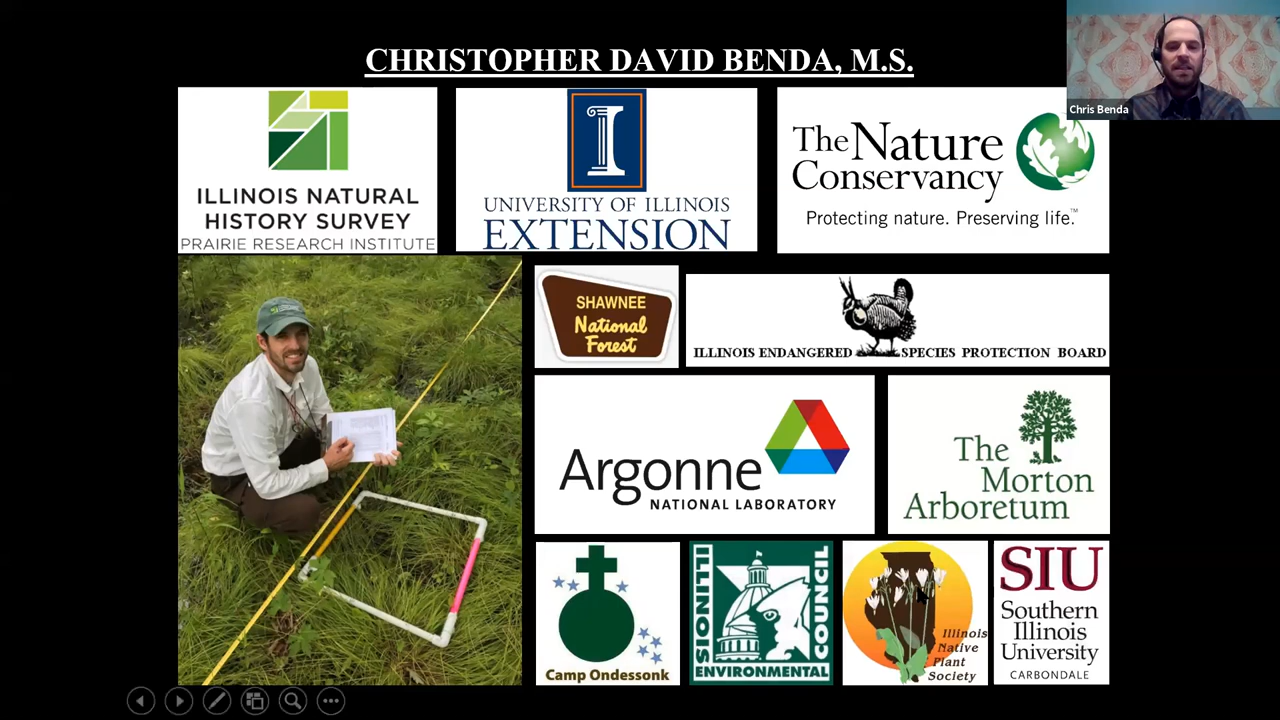 CHRISTOPHER DAVID BENDA, M.S.
Chris Benda
ILLINOIS NATURAL
HISTORY SURVEY
PRAIRIE RESEARCH INSTITUTE
I
UNIVERSITY OF ILLINOIS
EXTENSION
The Nature
Conservancy
Protecting nature. Preserving life.™
SHAWNEE
National
Forest
ILLINOIS ENDANGERED SPECIES PROTECTION BOARD
Argonne
NATIONAL LABORATORY
The
Morton
Arboretum
Camp Ondessonk
ILLINOIS
COUNCIL
ENVIRONMENTAL
Illinois
Native
Plant
Society
SIU
Southern
Illinois
University
CARBONDALE